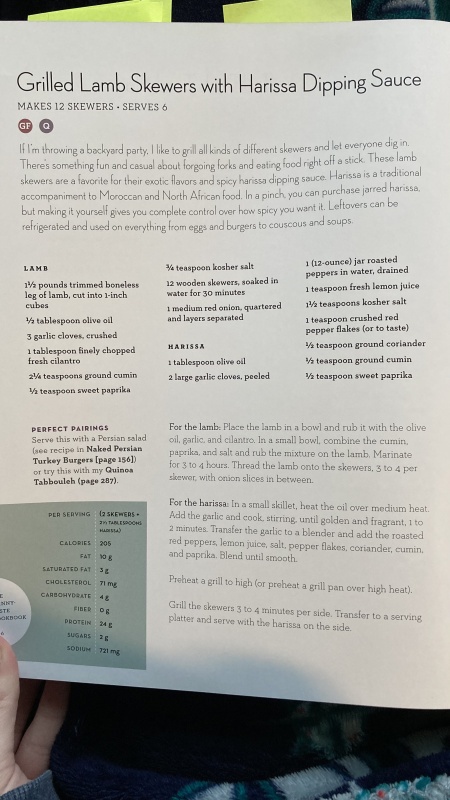 Grilled Lamb Skewers with Harissa Dipping Sauce
MAKES 12 SKEWERS • SERVES 6
GF Q
If I'm throwing a backyard party, I like to grill all kinds of different skewers and let everyone dig in.
There's something fun and casual about forgoing forks and eating food right off a stick. These lamb
skewers are a favorite for their exotic flavors and spicy harissa dipping sauce. Harissa is a traditional
accompaniment to Moroccan and North African food. In a pinch, you can purchase jarred harissa,
but making it yourself gives you complete control over how spicy you want it. Leftovers can be
refrigerated and used on everything from eggs and burgers to couscous and soups.
LAMB
1½ pounds trimmed boneless
leg of lamb, cut into 1-inch
cubes
½ tablespoon olive oil
3 garlic cloves, crushed
1 tablespoon finely chopped
fresh cilantro
2¼ teaspoons ground cumin
½ teaspoon sweet paprika
¾ teaspoon kosher salt
12 wooden skewers, soaked in
water for 30 minutes
1 medium red onion, quartered
and layers separated
HARISSA
1 tablespoon olive oil
2 large garlic cloves, peeled
1 (12-ounce) jar roasted
peppers in water, drained
1 teaspoon fresh lemon juice
1½ teaspoons kosher salt
1 teaspoon crushed red
pepper flakes (or to taste)
½ teaspoon ground coriander
½ teaspoon ground cumin
½ teaspoon sweet paprika
PERFECT PAIRINGS
Serve this with a Persian salad
(see recipe in Naked Persian
Turkey Burgers [page 156])
or try this with my Quinoa
Tabbouleh (page 287).
For the lamb: Place the lamb in a bowl and rub it with the olive
oil, garlic, and cilantro. In a small bowl, combine the cumin,
paprika, and salt and rub the mixture on the lamb. Marinate
for 3 to 4 hours. Thread the lamb onto the skewers, 3 to 4 per
skewer, with onion slices in between.
For the harissa: In a small skillet, heat the oil over medium heat.
Add the garlic and cook, stirring, until golden and fragrant, 1 to
2 minutes. Transfer the garlic to a blender and add the roasted
red peppers, lemon juice, salt, pepper flakes, coriander, cumin,
and paprika. Blend until smooth.
Preheat a grill to high (or preheat a grill pan over high heat).
Grill the skewers 3 to 4 minutes per side. Transfer to a serving
platter and serve with the harissa on the side.
PER SERVING (2 SKEWERS +
2½ TABLESPOONS
HARISSA)
CALORIES 205
FAT 10 g
SATURATED FAT 3 g
CHOLESTEROL 71 mg
CARBOHYDRATE 4 g
FIBER 0 g
PROTEIN 24 g
SUGARS 2 g
SODIUM 721 mg